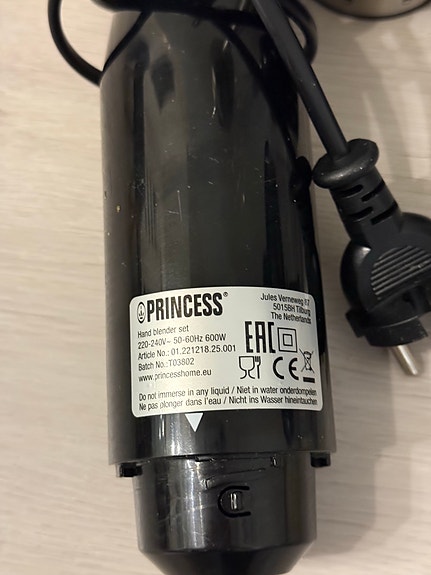 PRINCESS®
Jules Verneweg 87
5015BH Tilburg
The Netherlands
Hand blender set
220-240V~ 50-60Hz 600W
Article No.: 01.221218.25.001
Batch No.:T03802
www.princesshome.eu
EAC
CE
Do not immerse in any liquid / Niet in water onderdompelen
Ne pas plonger dans l'eau / Nicht ins Wasser hineintauchen